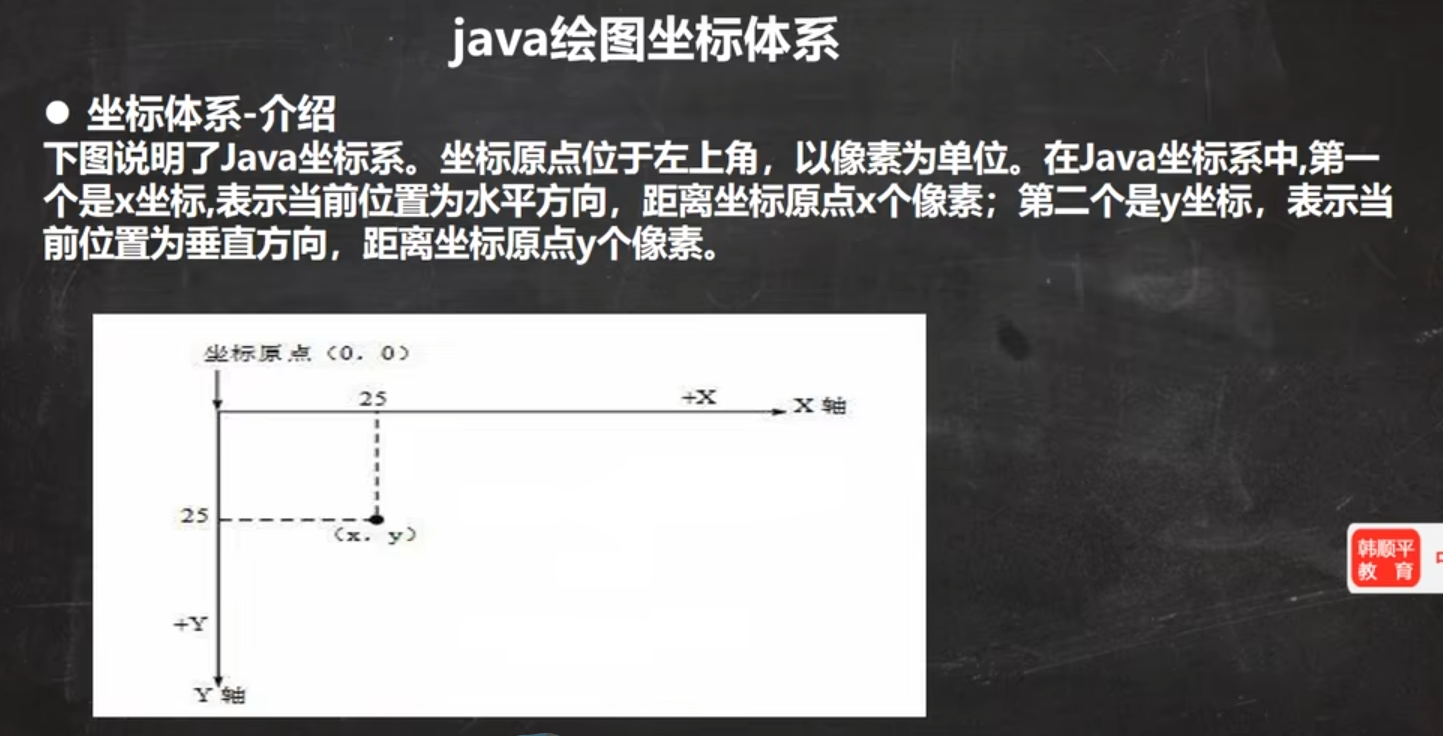 java绘图坐标体系
● 坐标体系-介绍
下图说明了Java坐标系。坐标原点位于左上角，以像素为单位。在Java坐标系中,第一
个是x坐标,表示当前位置为水平方向，距离坐标原点x个像素；第二个是y坐标，表示当
前位置为垂直方向，距离坐标原点y个像素。
坐标原点（0，0）
25
+X
X 轴
25
（x，y）
+Y
Y 轴
韩顺平
教 育